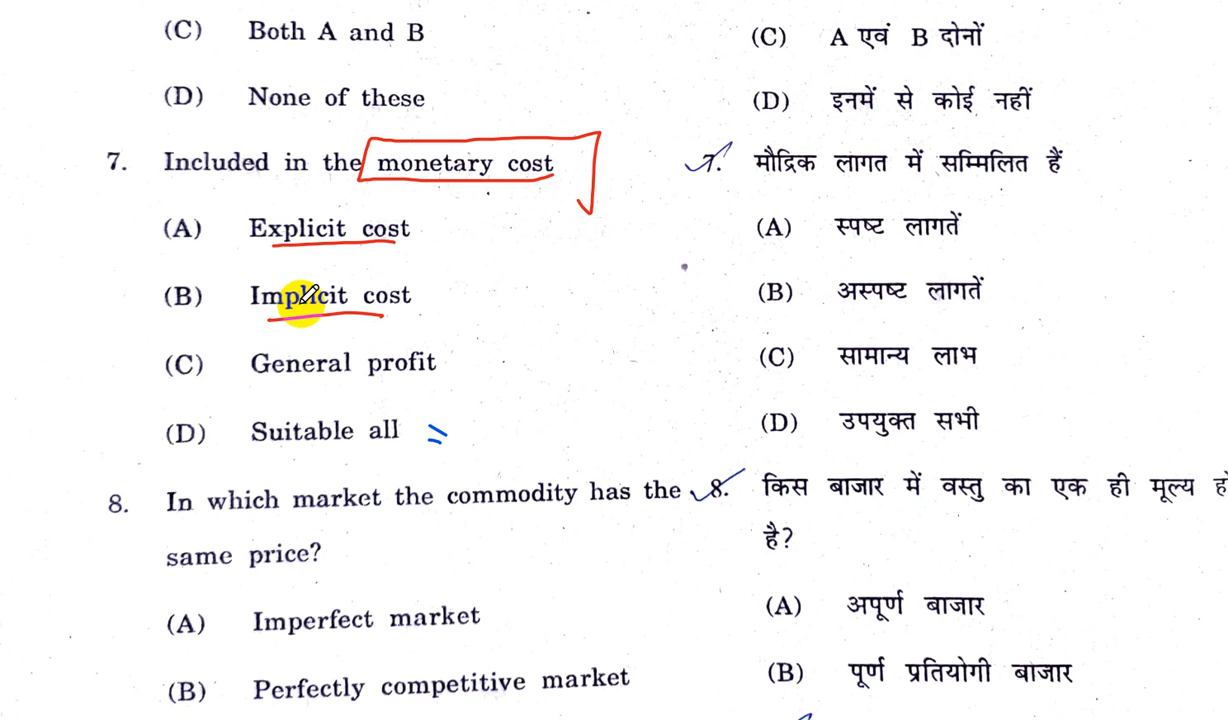 (C) Both A and B
(D) None of these
7. Included in the monetary cost
(A) Explicit cost
(B) Implicit cost
(C) General profit
(D) Suitable all
8. In which market the commodity has the
same price?
(A) Imperfect market
(B) Perfectly competitive market
(C) A एवं B दोनों
(D) इनमें से कोई नहीं
7. मौद्रिक लागत में सम्मिलित हैं
(A) स्पष्ट लागतें
(B) अस्पष्ट लागतें
(C) सामान्य लाभ
(D) उपयुक्त सभी
8. किस बाजार में वस्तु का एक ही मूल्य
है?
(A) अपूर्ण बाजार
(B) पूर्ण प्रतियोगी बाजार